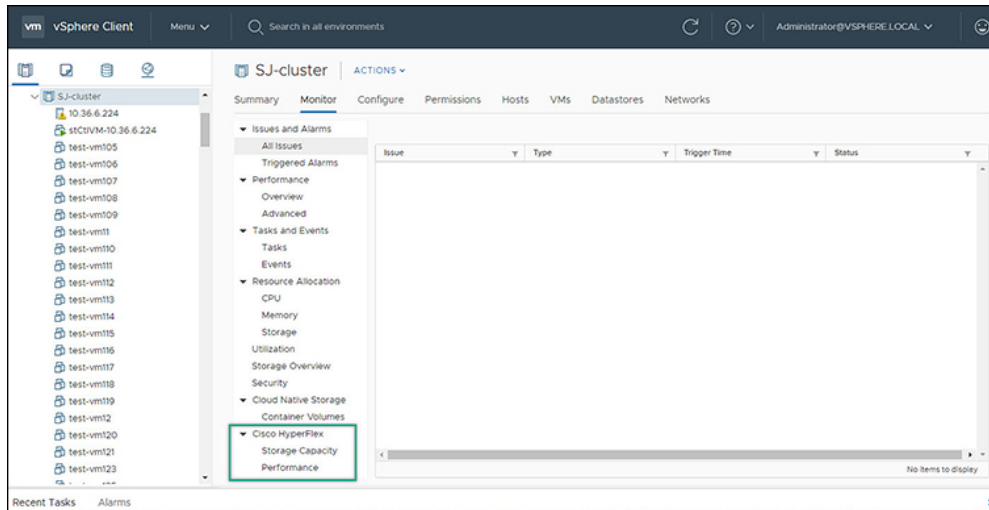 vm vSphere Client Menu Search in all environments Administrator@VSPHERE.LOCAL
SJ-cluster
10.36.6.224
stCtlVM-10.36.6.224
test-vm105
test-vm106
test-vm107
test-vm108
test-vm109
test-vm11
test-vm110
test-vm111
test-vm112
test-vm113
test-vm114
test-vm115
test-vm116
test-vm117
test-vm118
test-vm119
test-vm12
test-vm120
test-vm121
test-vm123
SJ-cluster ACTIONS
Summary Monitor Configure Permissions Hosts VMs Datastores Networks
Issues and Alarms
All Issues
Triggered Alarms
Performance
Overview
Advanced
Tasks and Events
Tasks
Events
Resource Allocation
CPU
Memory
Storage
Utilization
Storage Overview
Security
Cloud Native Storage
Container Volumes
Cisco HyperFlex
Storage Capacity
Performance
Issue Type Trigger Time Status
No items to display
Recent Tasks Alarms